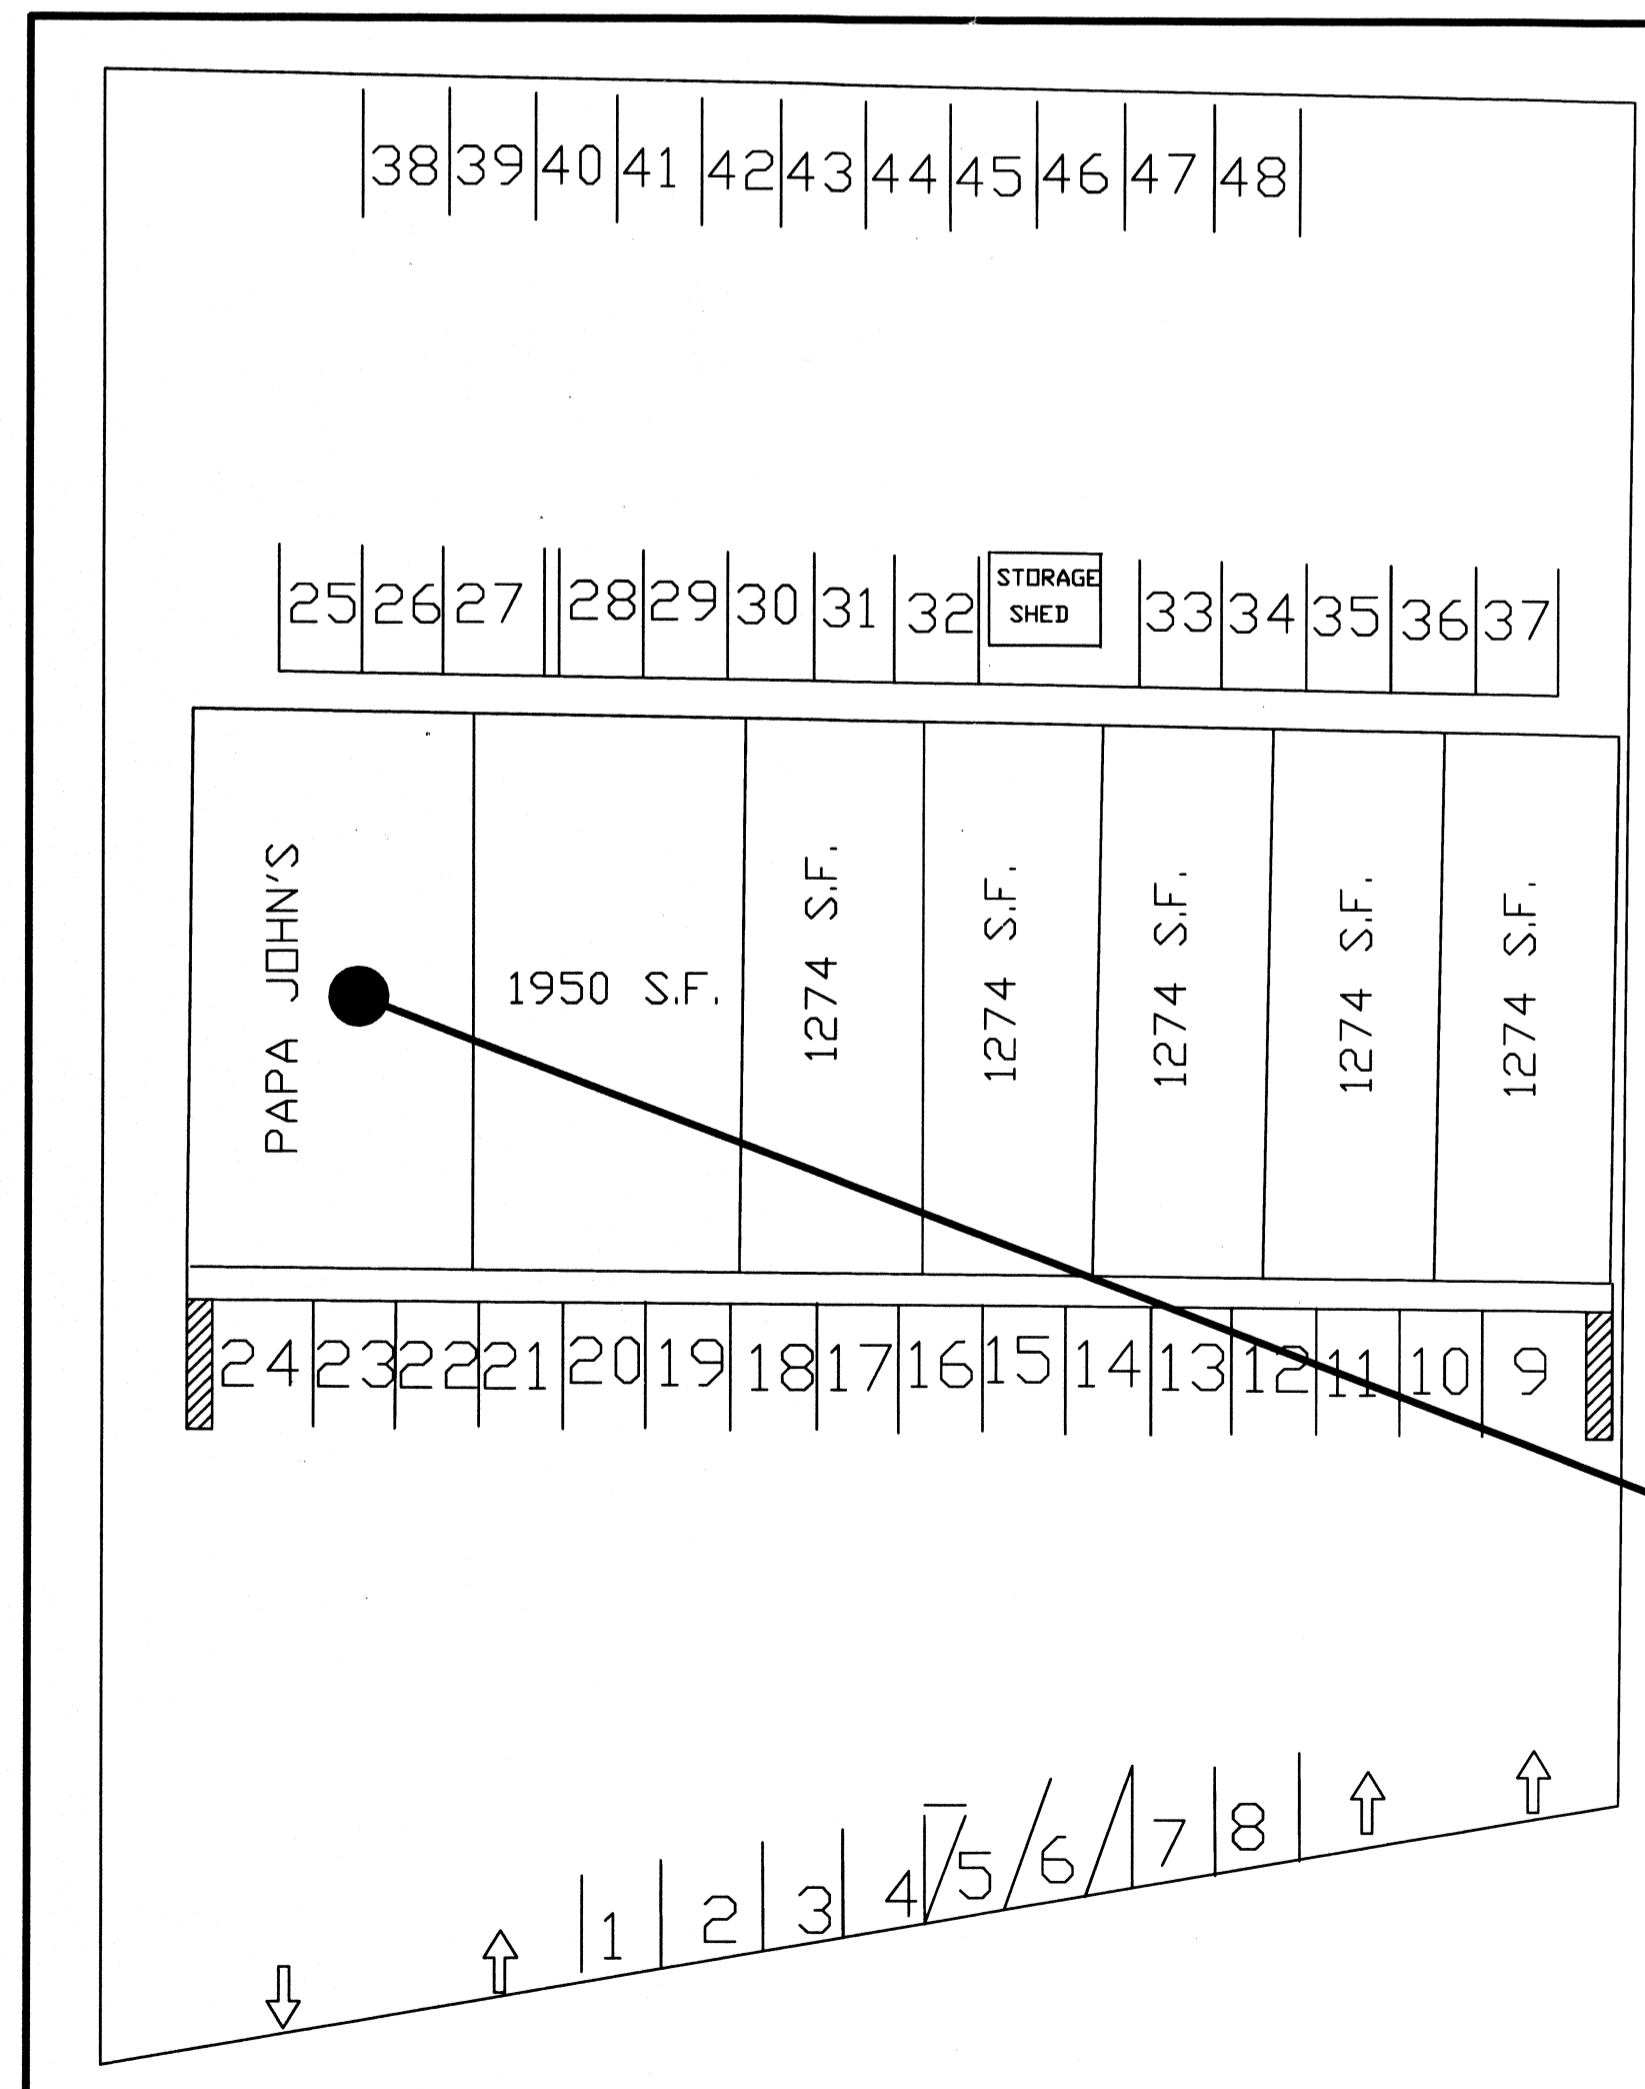 38 39 40 41 42 43 44 45 46 47 48
25 26 27 28 29 30 31 32 STORAGE SHED 33 34 35 36 37
PAPA JOHN'S
1950 S.F.
1274 S.F.
1274 S.F.
1274 S.F.
1274 S.F.
1274 S.F.
24 23 22 21 20 19 18 17 16 15 14 13 12 11 10 9
1 2 3 4 5 6 7 8